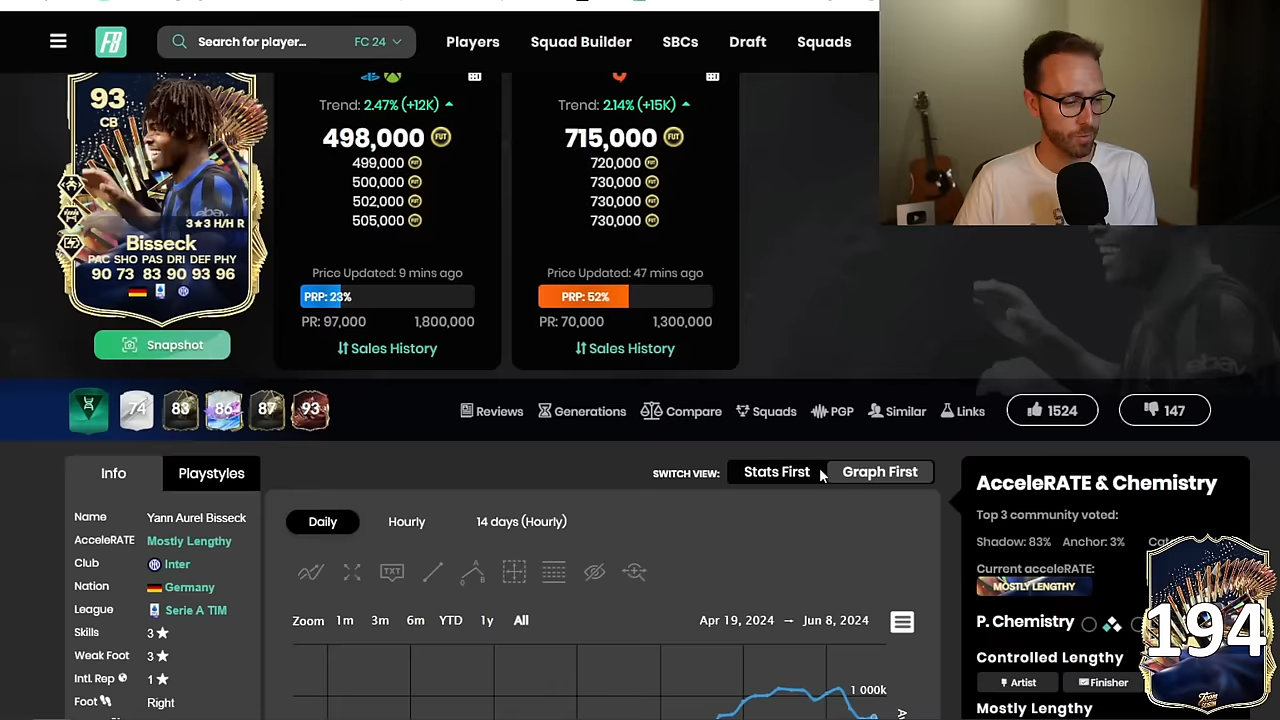 FB
Search for player...
FC 24
Players
Squad Builder
SBCs
Draft
Squads
93
CB
3★3 H/H R
Bisseck
PAC SHO PAS DRI DEF PHY
90 73 83 90 93 96
ebay
Snapshot
Trend: 2.47% (+12K)
498,000
499,000
500,000
502,000
505,000
Price Updated: 9 mins ago
PRP: 23%
PR: 97,000
1,800,000
Sales History
Trend: 2.14% (+15K)
715,000
720,000
730,000
730,000
730,000
Price Updated: 47 mins ago
PRP: 52%
PR: 70,000
1,300,000
Sales History
74
83
86
87
93
Reviews
Generations
Compare
Squads
PGP
Similar
Links
1524
147
Info
Playstyles
SWITCH VIEW:
Stats First
Graph First
Name Yann Aurel Bisseck
AcceleRATE Mostly Lengthy
Club Inter
Nation Germany
League Serie A TIM
Skills 3★
Weak Foot 3★
Intl. Rep 1★
Foot Right
Daily
Hourly
14 days (Hourly)
TXT
Zoom 1m 3m 6m YTD 1y All
Apr 19, 2024 → Jun 8, 2024
1 000k
AcceleRATE & Chemistry
Top 3 community voted:
Shadow: 83% Anchor: 3%
Current acceleRATE:
MOSTLY LENGTHY
P. Chemistry
Controlled Lengthy
Artist
Finisher
Mostly Lengthy
194